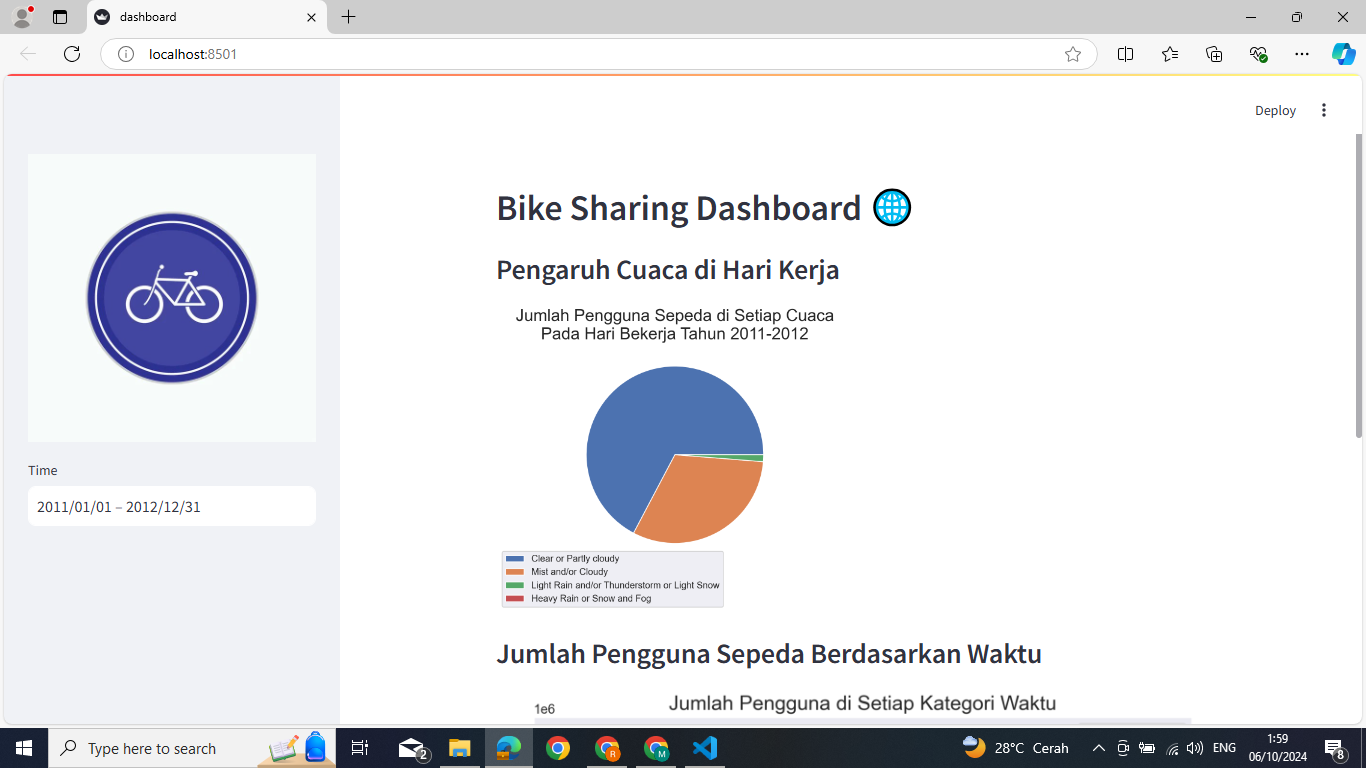 dashboard
localhost:8501
Deploy
Time
2011/01/01 – 2012/12/31
Bike Sharing Dashboard
Pengaruh Cuaca di Hari Kerja
Jumlah Pengguna Sepeda di Setiap Cuaca
Pada Hari Bekerja Tahun 2011-2012
Clear or Partly cloudy
Mist and/or Cloudy
Light Rain and/or Thunderstorm or Light Snow
Heavy Rain or Snow and Fog
Jumlah Pengguna Sepeda Berdasarkan Waktu
Jumlah Pengguna di Setiap Kategori Waktu
1e6
Type here to search
2
R
M
28°C Cerah
ENG
1:59
06/10/2024
8